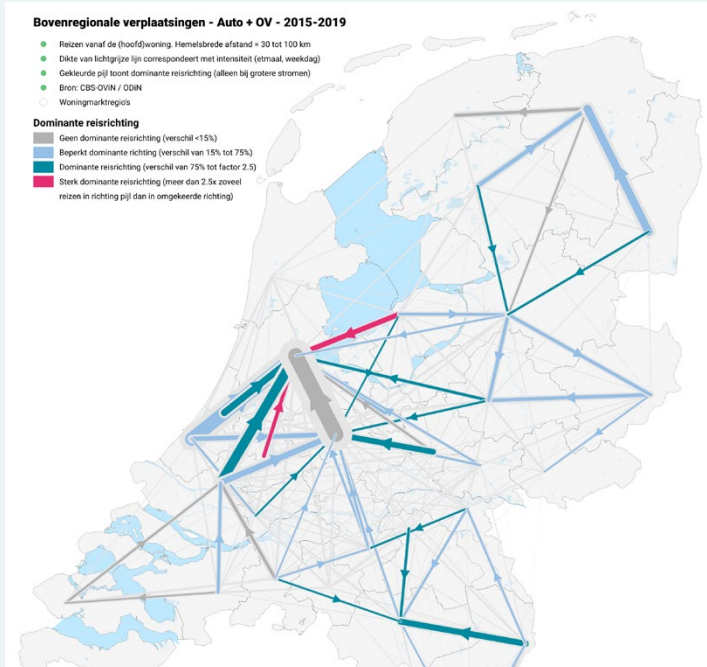 Bovenregionale verplaatsingen - Auto + OV - 2015-2019
Reizen vanaf de (hoofd)woning. Hemelsbrede afstand = 30 tot 100 km
Dikte van lichtgrijze lijn correspondeert met intensiteit (etmaal, weekdag)
Gekleurde pijl toont dominante reisrichting (alleen bij grotere stromen)
Bron: CBS-OViN / ODiN
Woningmarktregio's
Dominante reisrichting
Geen dominante reisrichting (verschil <15%)
Beperkt dominante richting (verschil van 15% tot 75%)
Dominante reisrichting (verschil van 75% tot factor 2.5)
Sterk dominante reisrichting (meer dan 2.5x zoveel
reizen in richting pijl dan in omgekeerde richting)